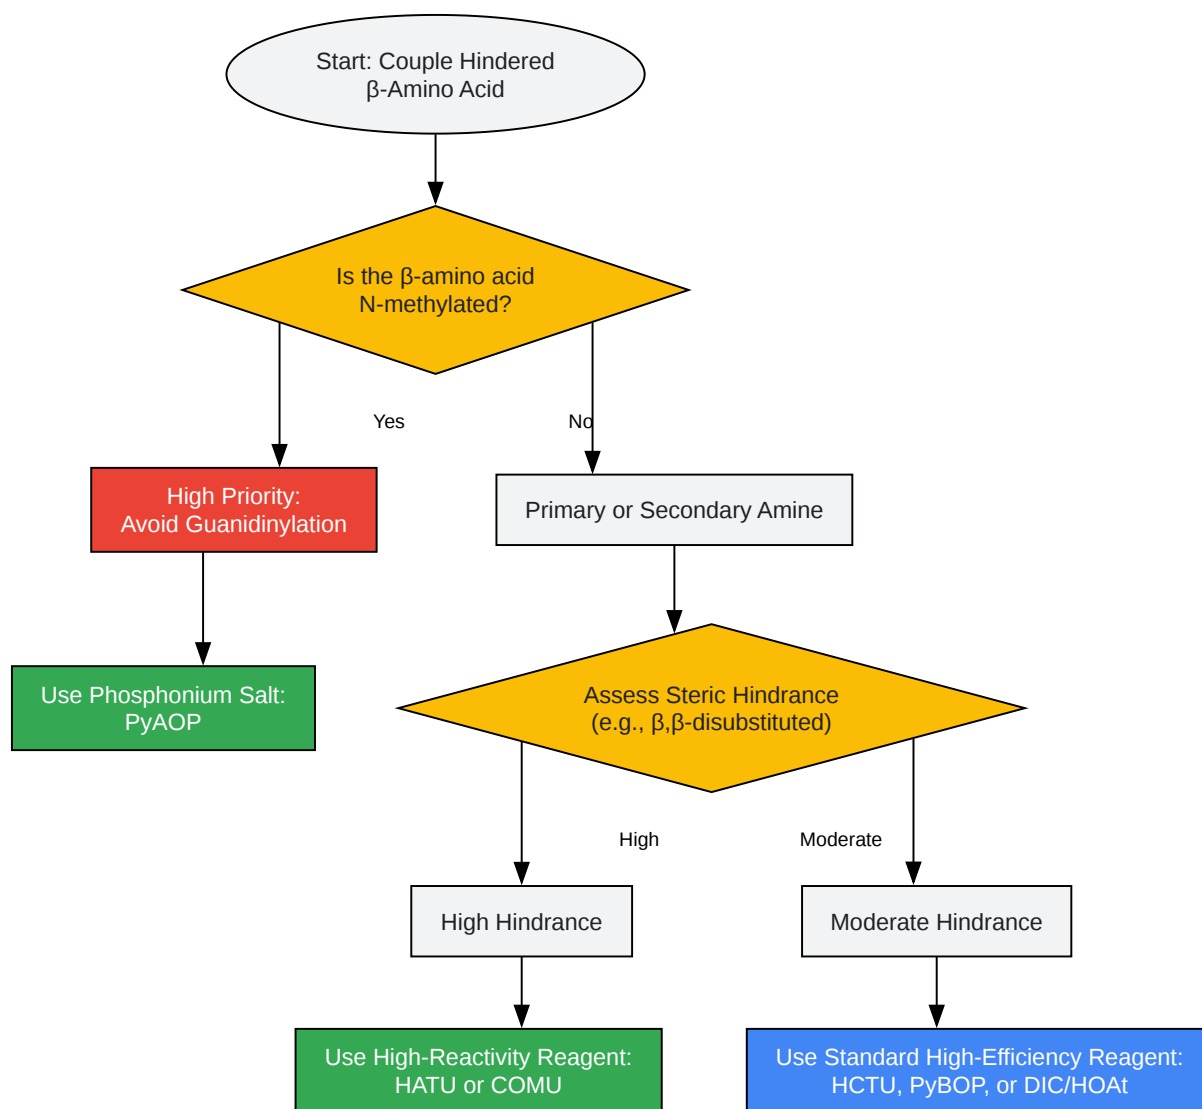 Start: Couple Hindered
β-Amino Acid
Is the β-amino acid
N-methylated?
Yes
No
High Priority:
Avoid Guanidinylation
Primary or Secondary Amine
Use Phosphonium Salt:
PyAOP
Assess Steric Hindrance
(e.g., β,β-disubstituted)
High
Moderate
High Hindrance
Moderate Hindrance
Use High-Reactivity Reagent:
HATU or COMU
Use Standard High-Efficiency Reagent:
HCTU, PyBOP, or DIC/HOAt